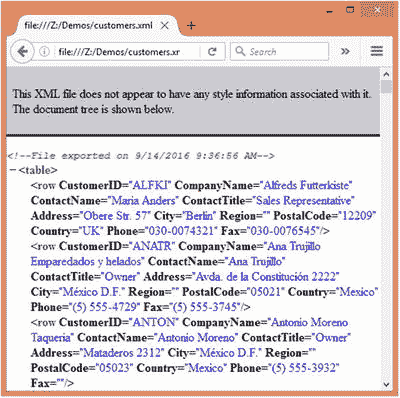 file:///Z:/Demos/customers.xml
file:///Z:/Demos/customers.xr
Search
This XML file does not appear to have any style information associated with it.
The document tree is shown below.
<!--File exported on 9/14/2016 9:36:56 AM-->
−<table>
<row CustomerID="ALFKI" CompanyName="Alfreds Futterkiste"
ContactName="Maria Anders" ContactTitle="Sales Representative"
Address="Obere Str. 57" City="Berlin" Region="" PostalCode="12209"
Country="UK" Phone="030-0074321" Fax="030-0076545"/>
<row CustomerID="ANATR" CompanyName="Ana Trujillo
Emparedados y helados" ContactName="Ana Trujillo"
ContactTitle="Owner" Address="Avda. de la Constitución 2222"
City="México D.F." Region="" PostalCode="05021" Country="Mexico"
Phone="(5) 555-4729" Fax="(5) 555-3745"/>
<row CustomerID="ANTON" CompanyName="Antonio Moreno
Taquería" ContactName="Antonio Moreno" ContactTitle="Owner"
Address="Mataderos 2312" City="México D.F." Region=""
PostalCode="05023" Country="Mexico" Phone="(5) 555-3932"
Fax=""/>